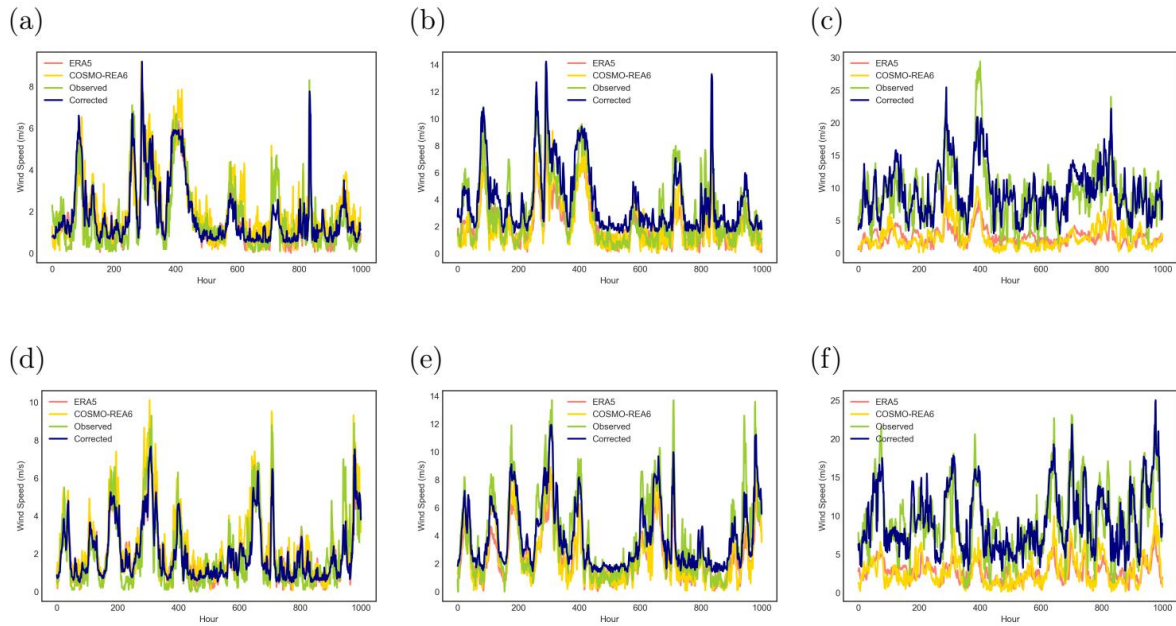 (a)
(b)
(c)
ERA5
COSMO-REA6
Observed
Corrected
Wind Speed (m/s)
8
6
4
2
0
0 200 400 600 800 1000
Hour
ERA5
COSMO-REA6
Observed
Corrected
Wind Speed (m/s)
14
12
10
8
6
4
2
0
0 200 400 600 800 1000
Hour
ERA5
COSMO-REA6
Observed
Corrected
Wind Speed (m/s)
30
25
20
15
10
5
0
0 200 400 600 800 1000
Hour
(d)
(e)
(f)
ERA5
COSMO-REA6
Observed
Corrected
Wind Speed (m/s)
10
8
6
4
2
0
0 200 400 600 800 1000
Hour
ERA5
COSMO-REA6
Observed
Corrected
Wind Speed (m/s)
14
12
10
8
6
4
2
0
0 200 400 600 800 1000
Hour
ERA5
COSMO-REA6
Observed
Corrected
Wind Speed (m/s)
25
20
15
10
5
0
0 200 400 600 800 1000
Hour